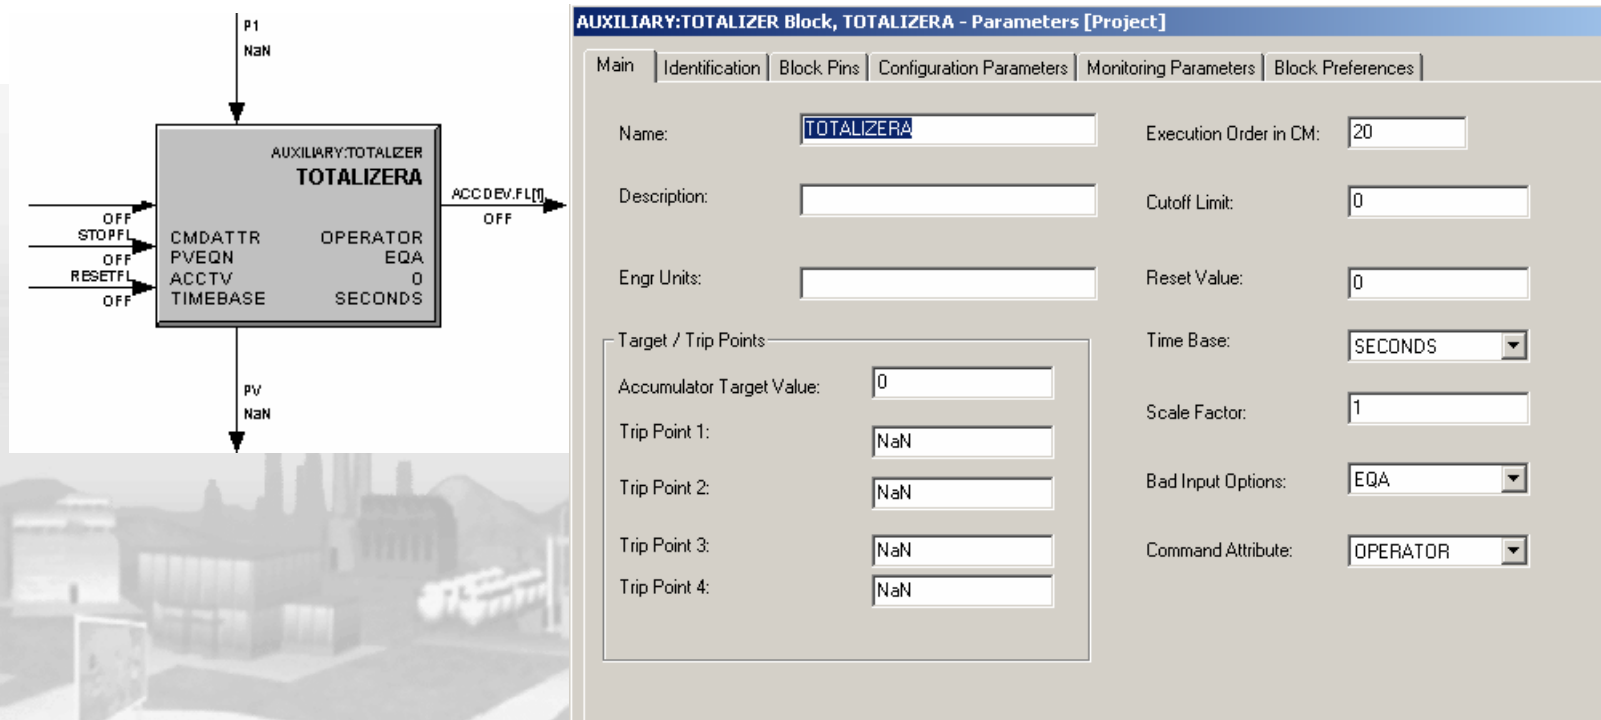 P1
NaN
AUXILIARY:TOTALIZER
TOTALIZERA
OFF
STOPFL
OFF
RESETFL
OFF
CMDATTR OPERATOR
PVEQN EQA
ACCTV 0
TIMEBASE SECONDS
ACCDEV.FL[1]
OFF
PV
NaN
AUXILIARY:TOTALIZER Block, TOTALIZERA - Parameters [Project]
Main Identification Block Pins Configuration Parameters Monitoring Parameters Block Preferences
Name: TOTALIZERA
Description:
Engr Units:
Target / Trip Points
Accumulator Target Value: 0
Trip Point 1: NaN
Trip Point 2: NaN
Trip Point 3: NaN
Trip Point 4: NaN
Execution Order in CM: 20
Cutoff Limit: 0
Reset Value: 0
Time Base: SECONDS
Scale Factor: 1
Bad Input Options: EQA
Command Attribute: OPERATOR